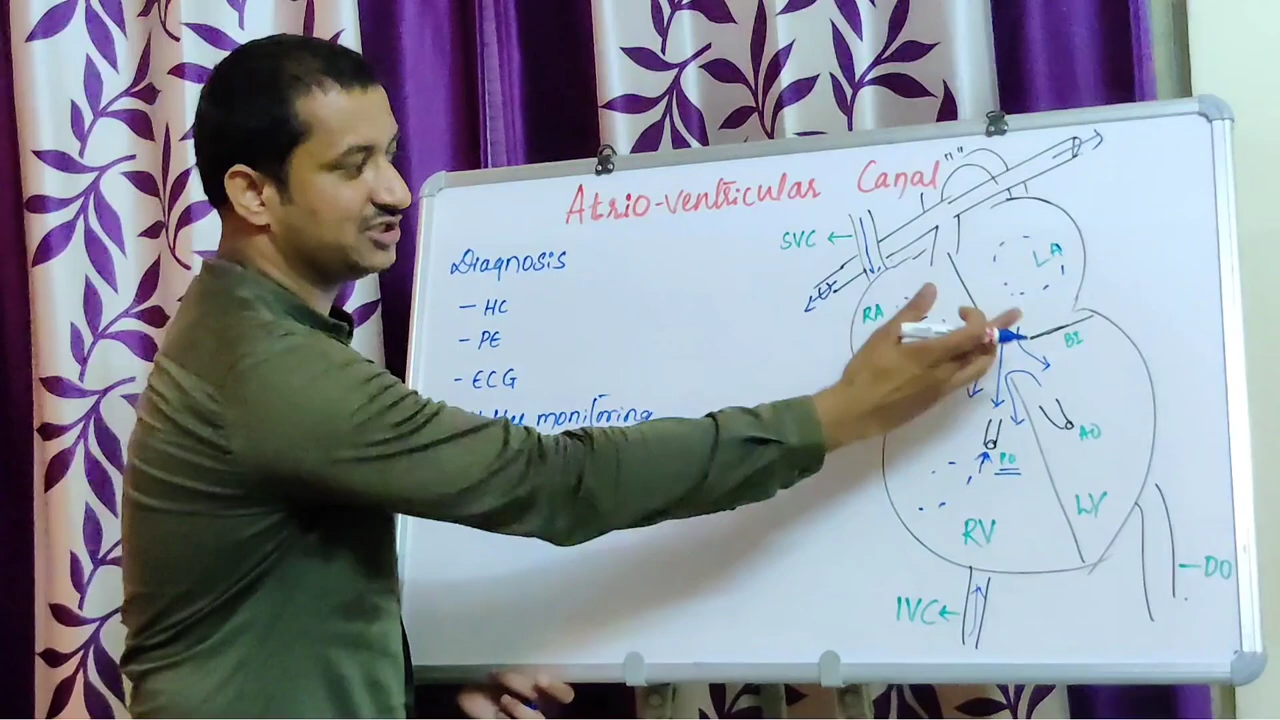 Atrio-ventricular Canal""
Diagnosis
- HC
- PE
- ECG
monitoring
SVC ←
LA
RA
BI
AO
PO
LV
RV
- DO
IVC ←